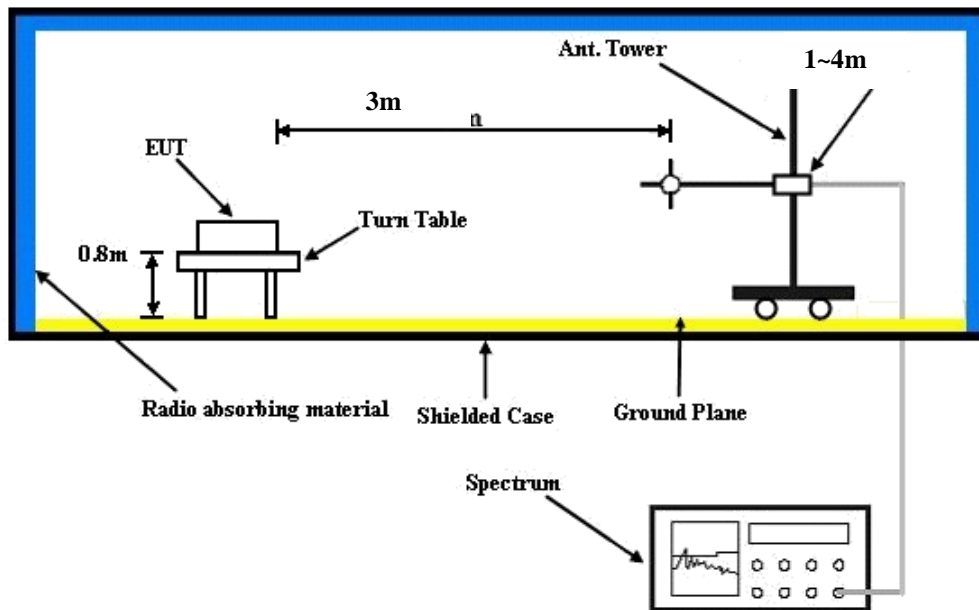 Ant. Tower
1~4m
3m
n
EUT
Turn Table
0.8m
Radio absorbing material
Shielded Case
Ground Plane
Spectrum